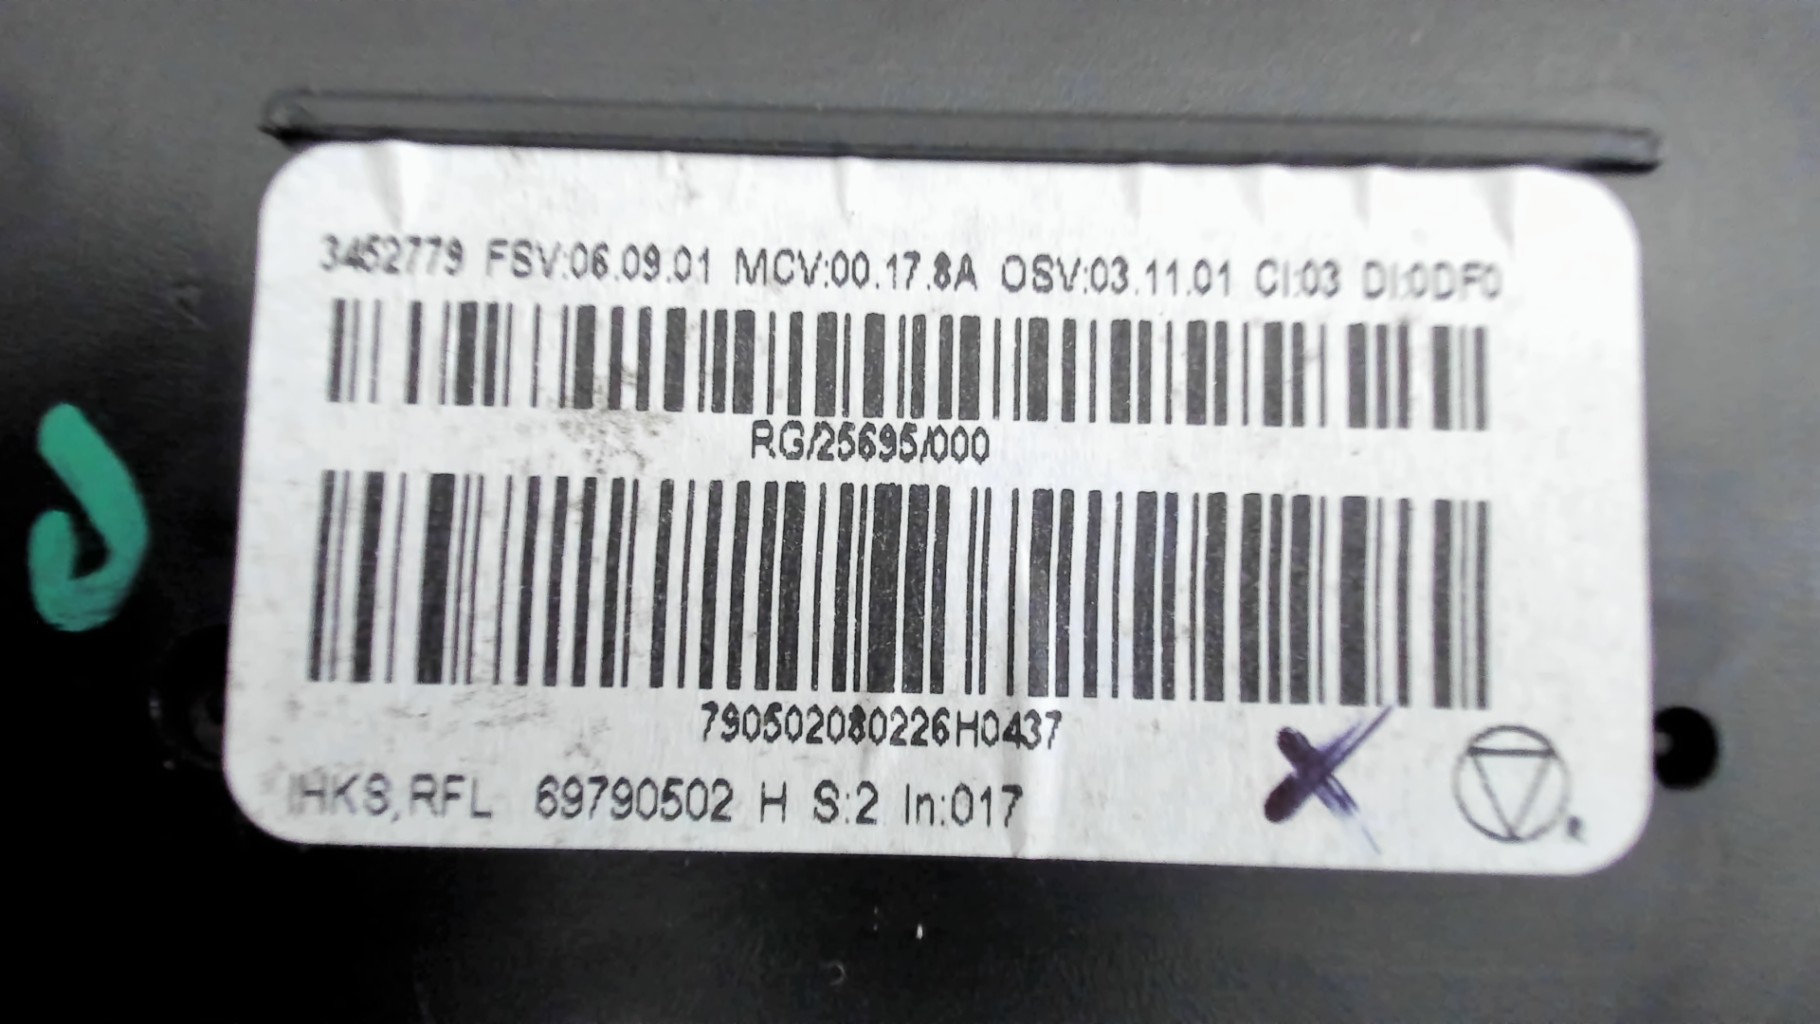 3452779 FSV:06.09.01 MCV:00.17.8A OSV:03.11.01 CI:03 DI:0DF0
RG/25695/000
790502080226H0437
IHKS,RFL 69790502 H S:2 In:017
R